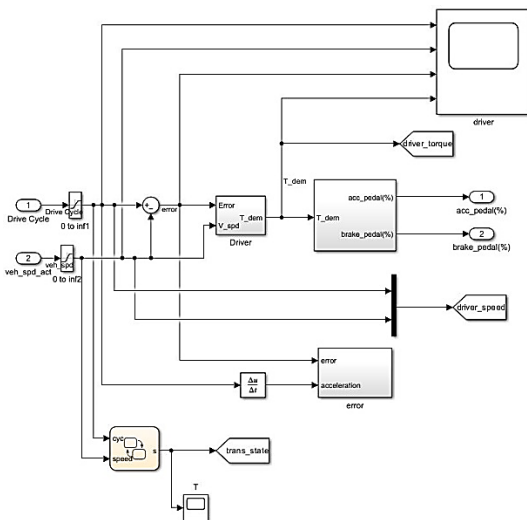 driver
driver_torque
T_dem
1
Drive Cycle
Drive Cycle
0 to inf1
+-
error
Error
V_spd
T_dem
Driver
T_dem
acc_pedal(%)
brake_pedal(%)
1
acc_pedal(%)
2
brake_pedal(%)
2
veh_spd_act
veh_spd
0 to inf2
driver_speed
error
acceleration
error
Δu
Δt
cyc
speed
s
trans_state
T